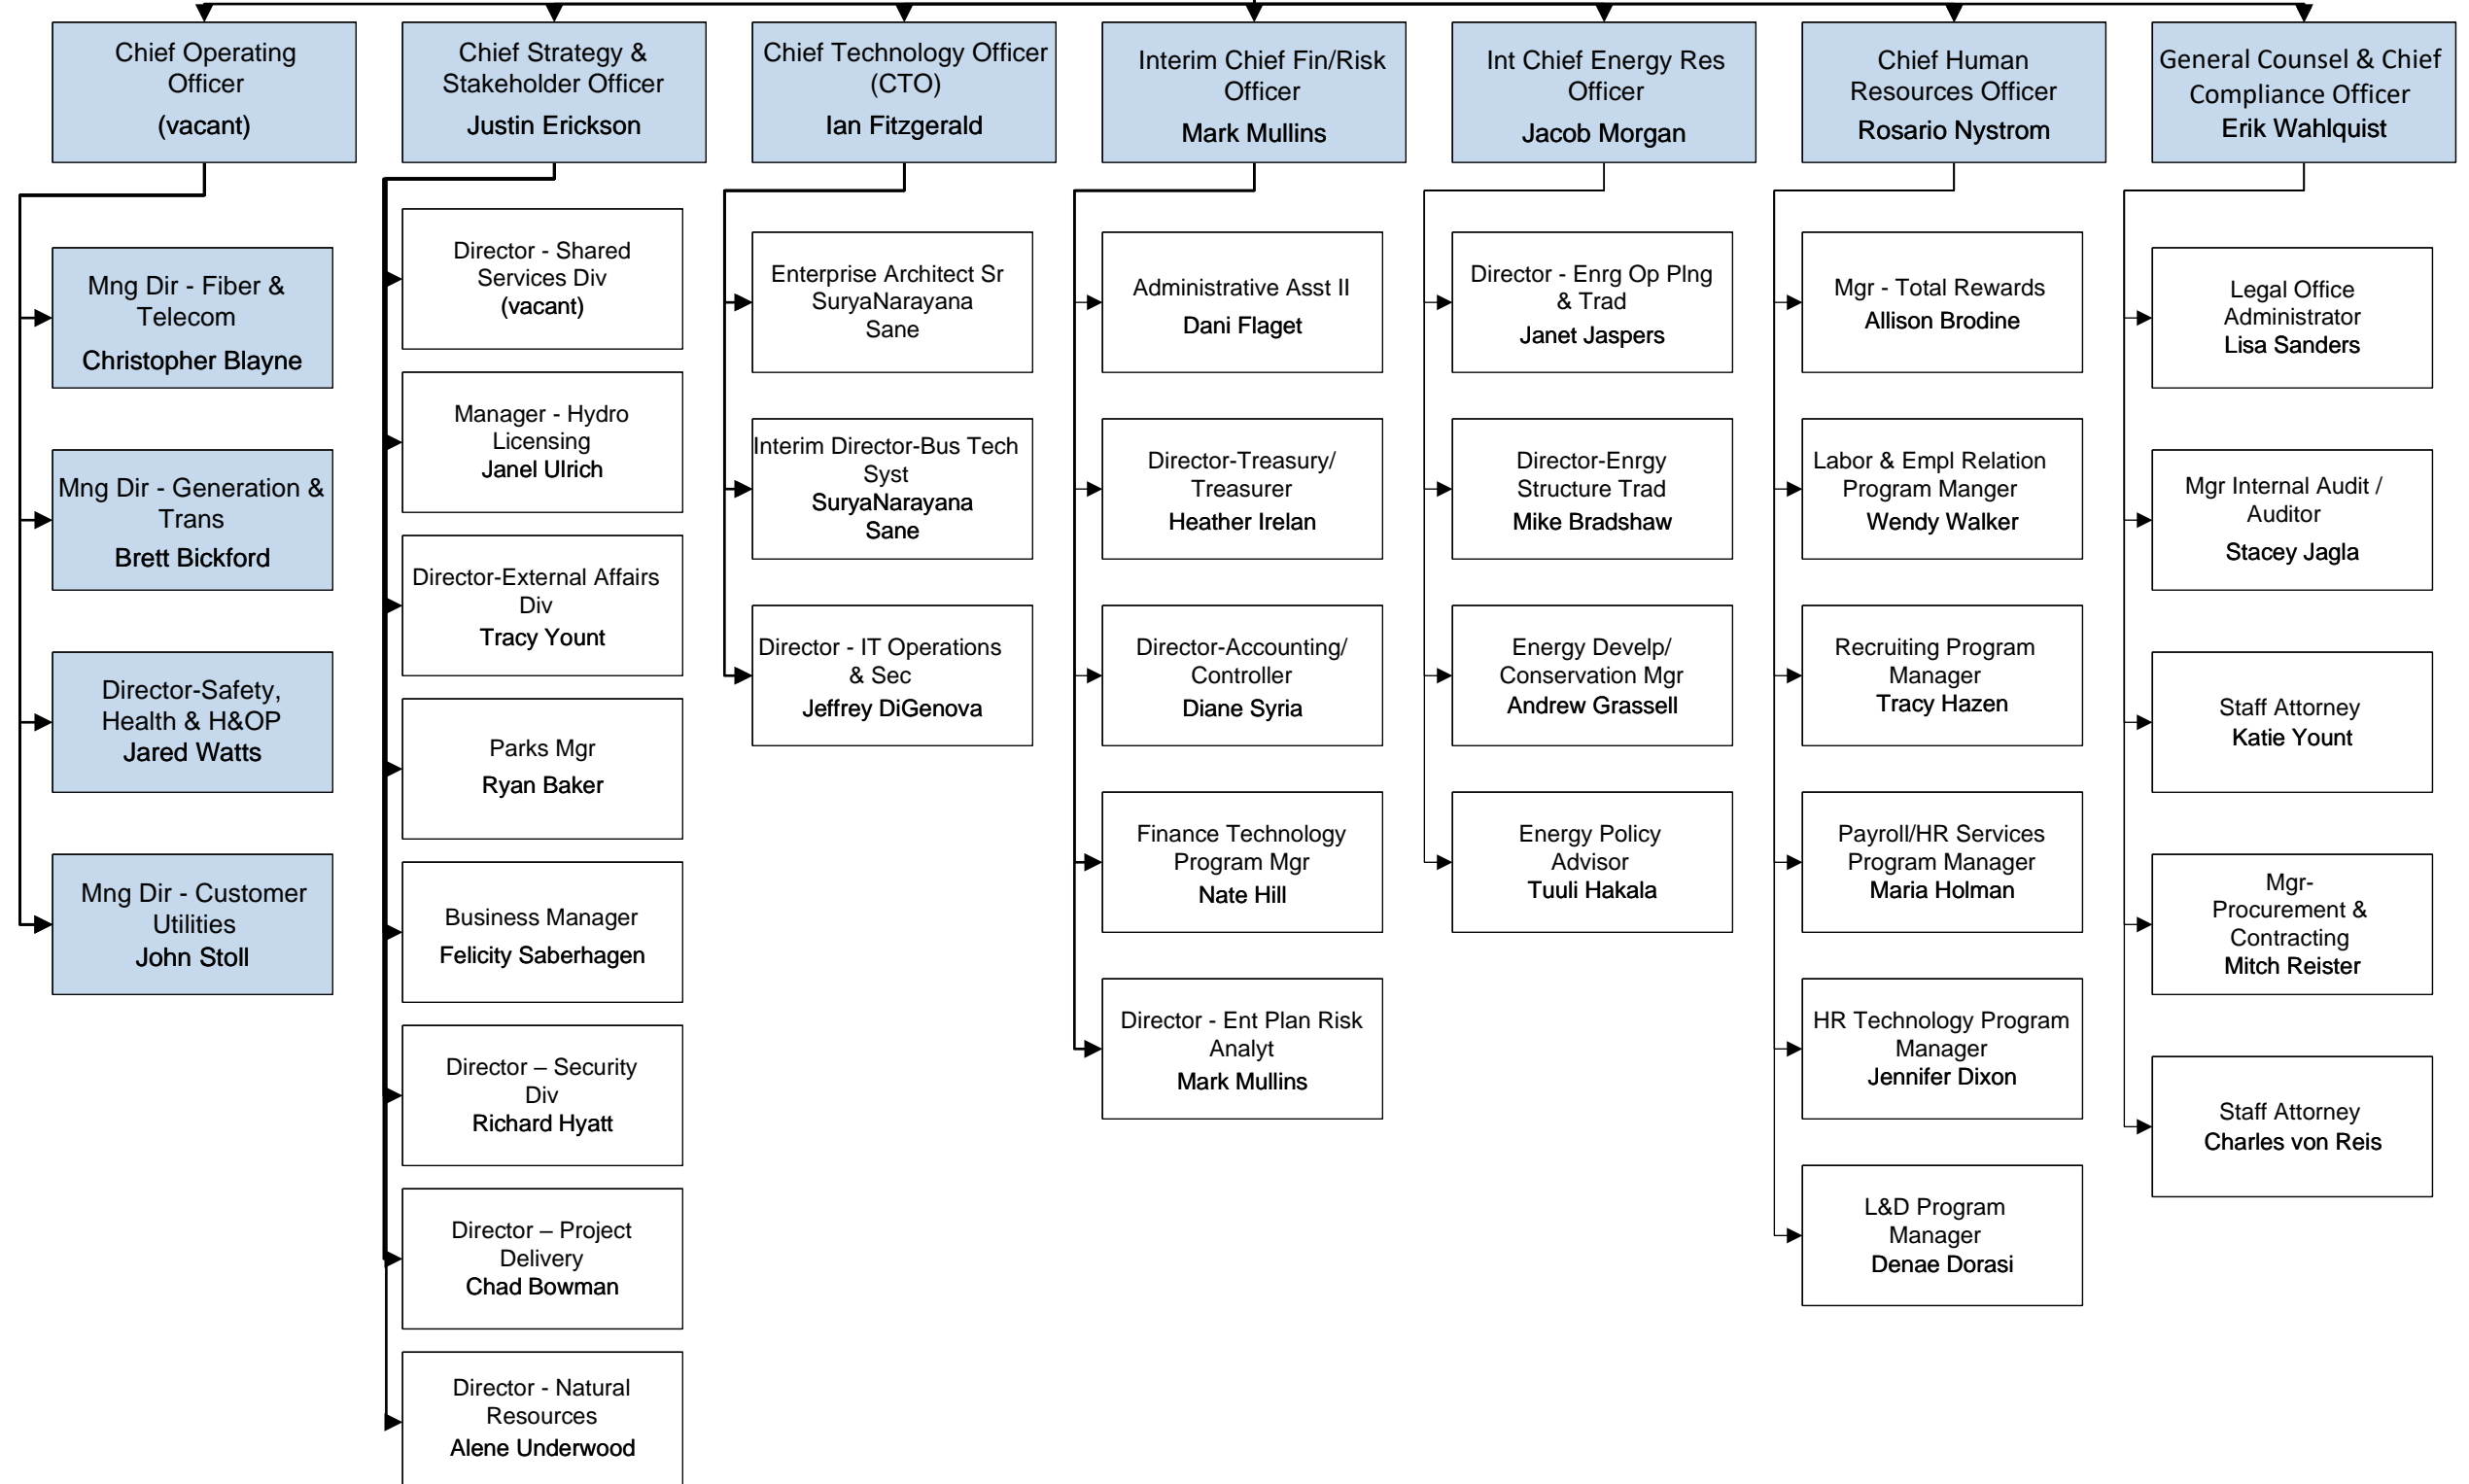 Chief Operating
Officer
(vacant)
Chief Strategy &
Stakeholder Officer
Justin Erickson
Chief Technology Officer
(CTO)
Ian Fitzgerald
Interim Chief Fin/Risk
Officer
Mark Mullins
Int Chief Energy Res
Officer
Jacob Morgan
Chief Human
Resources Officer
Rosario Nystrom
General Counsel & Chief
Compliance Officer
Erik Wahlquist
Mng Dir - Fiber &
Telecom
Christopher Blayne
Mng Dir - Generation &
Trans
Brett Bickford
Director-Safety,
Health & H&OP
Jared Watts
Mng Dir - Customer
Utilities
John Stoll
Director - Shared
Services Div
(vacant)
Manager - Hydro
Licensing
Janel Ulrich
Director-External Affairs
Div
Tracy Yount
Parks Mgr
Ryan Baker
Business Manager
Felicity Saberhagen
Director – Security
Div
Richard Hyatt
Director – Project
Delivery
Chad Bowman
Director - Natural
Resources
Alene Underwood
Enterprise Architect Sr
SuryaNarayana
Sane
Interim Director-Bus Tech
Syst
SuryaNarayana
Sane
Director - IT Operations
& Sec
Jeffrey DiGenova
Administrative Asst II
Dani Flaget
Director-Treasury/
Treasurer
Heather Irelan
Director-Accounting/
Controller
Diane Syria
Finance Technology
Program Mgr
Nate Hill
Director - Ent Plan Risk
Analyt
Mark Mullins
Director - Enrg Op Plng
& Trad
Janet Jaspers
Director-Enrgy
Structure Trad
Mike Bradshaw
Energy Develp/
Conservation Mgr
Andrew Grassell
Energy Policy
Advisor
Tuuli Hakala
Mgr - Total Rewards
Allison Brodine
Labor & Empl Relation
Program Manger
Wendy Walker
Recruiting Program
Manager
Tracy Hazen
Payroll/HR Services
Program Manager
Maria Holman
HR Technology Program
Manager
Jennifer Dixon
L&D Program
Manager
Denae Dorasi
Legal Office
Administrator
Lisa Sanders
Mgr Internal Audit /
Auditor
Stacey Jagla
Staff Attorney
Katie Yount
Mgr-
Procurement &
Contracting
Mitch Reister
Staff Attorney
Charles von Reis